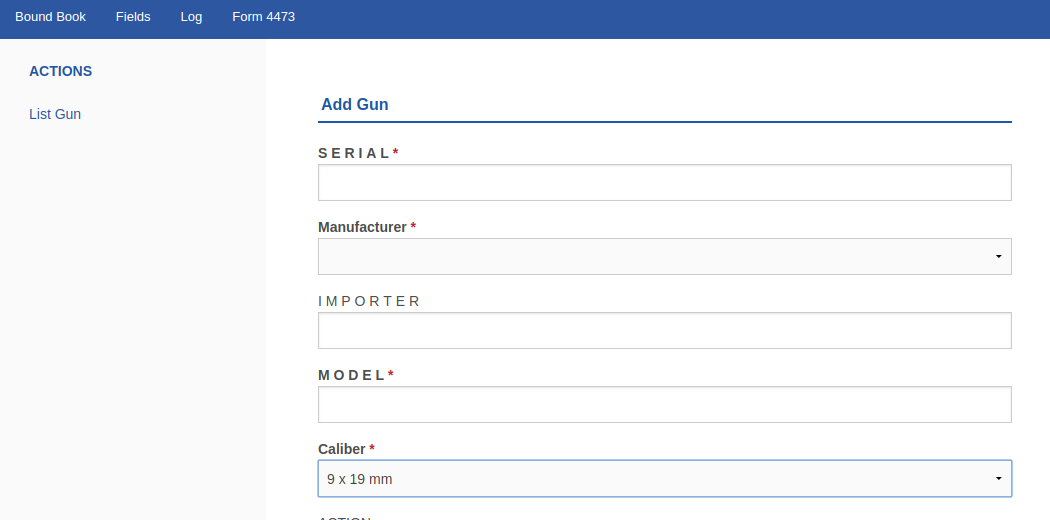 Bound Book Fields Log Form 4473
ACTIONS
List Gun
Add Gun
SERIAL*
Manufacturer *
IMPORTER
MODEL*
Caliber *
9 x 19 mm
ACTION